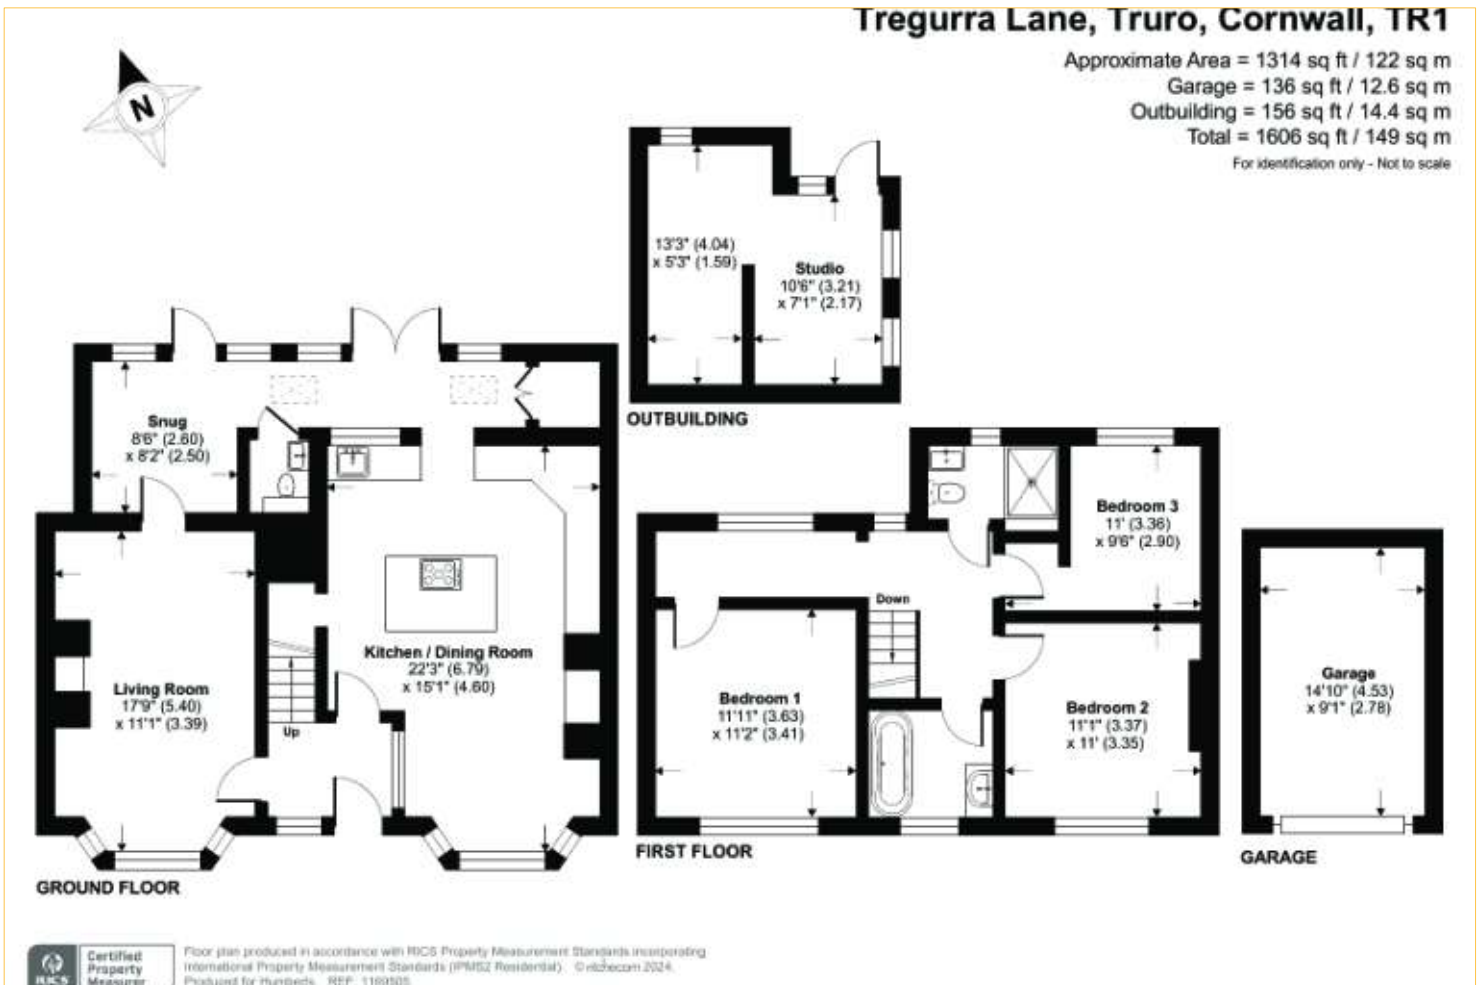 Tregurra Lane, Truro, Cornwall, TR1
Approximate Area = 1314 sq ft / 122 sq m
Garage = 136 sq ft / 12.6 sq m
Outbuilding = 156 sq ft / 14.4 sq m
Total = 1606 sq ft / 149 sq m
For identification only - Not to scale
N
13'3" (4.04)
x 5'3" (1.59)
Studio
10'6" (3.21)
x 7'1" (2.17)
OUTBUILDING
Snug
8'6" (2.60)
x 8'2" (2.50)
Kitchen / Dining Room
22'3" (6.79)
x 15'1" (4.60)
Living Room
17'9" (5.40)
x 11'1" (3.39)
Up
GROUND FLOOR
Bedroom 3
11' (3.36)
x 9'6" (2.90)
Down
Bedroom 1
11'11" (3.63)
x 11'2" (3.41)
Bedroom 2
11'1" (3.37)
x 11' (3.35)
FIRST FLOOR
Garage
14'10" (4.53)
x 9'1" (2.78)
GARAGE
RICS
Certified
Property
Measurer
Floor plan produced in accordance with RICS Property Measurement Standards incorporating
International Property Measurement Standards (IPMS2 Residential). © nichecom 2024.
Produced for Humberts. REF: 1169505